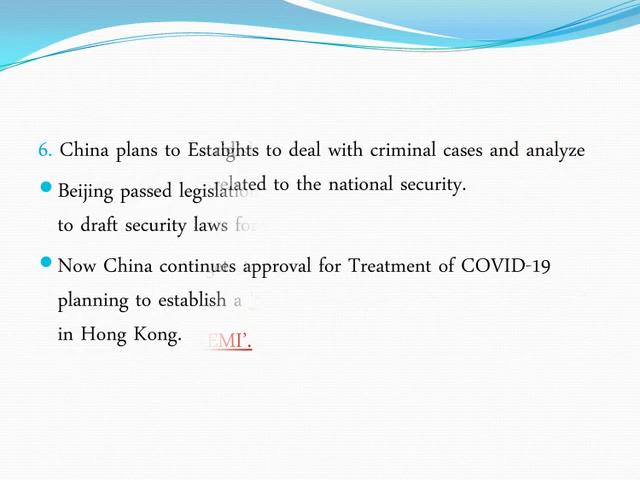 6. China plans to to deal with criminal cases and analyze
related to the national security.
Beijing passed
to draft security laws for
Now China continues approval for Treatment of COVID-19
planning to establish a
in Hong Kong.
EMI’.